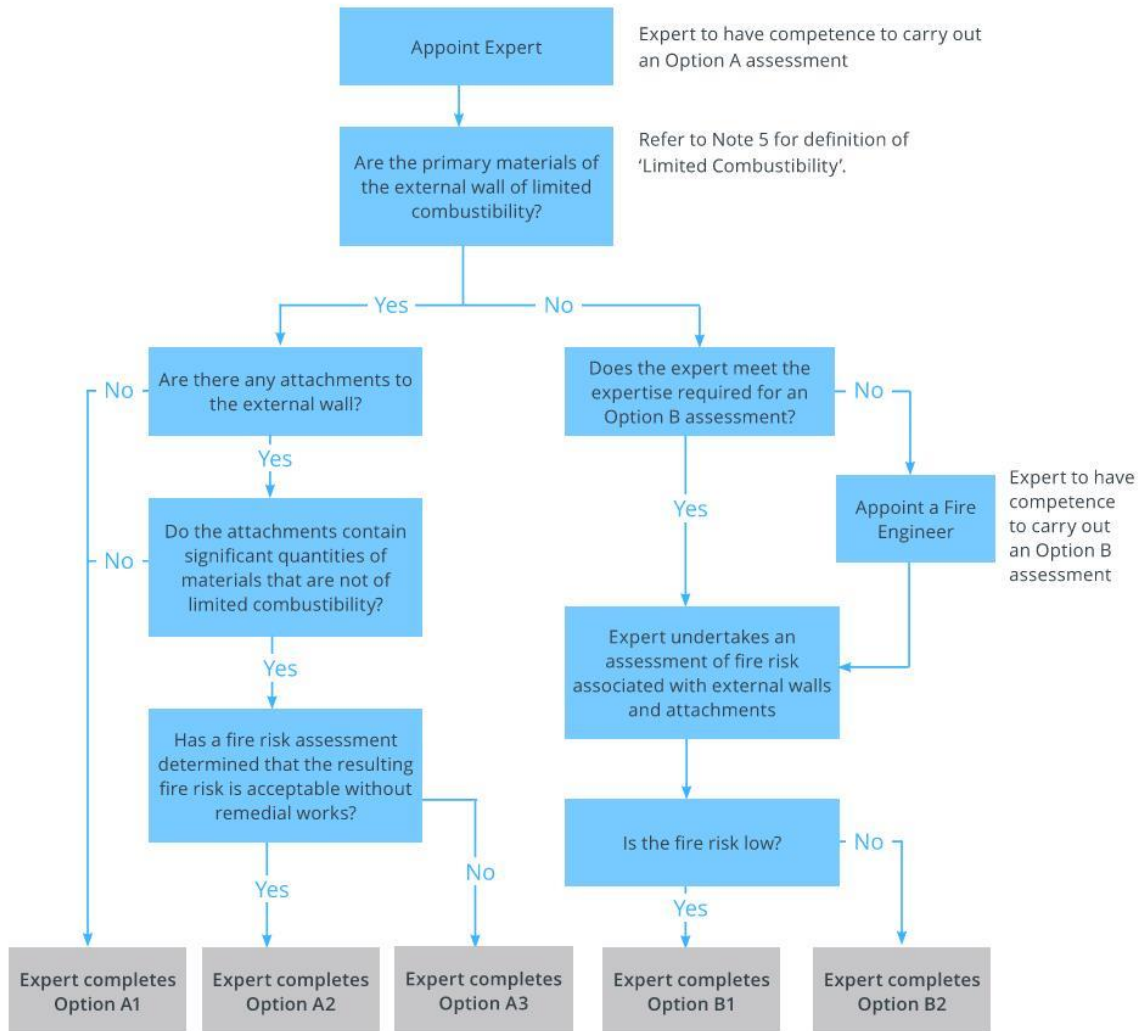 Appoint Expert
Expert to have competence to carry out
an Option A assessment
Are the primary materials of
the external wall of limited
combustibility?
Refer to Note 5 for definition of
‘Limited Combustibility’.
Yes
No
No
Are there any attachments to
the external wall?
Does the expert meet the
expertise required for an
Option B assessment?
No
Yes
Yes
Appoint a Fire
Engineer
Expert to have
competence
to carry out
an Option B
assessment
No
Do the attachments contain
significant quantities of
materials that are not of
limited combustibility?
Yes
Expert undertakes an
assessment of fire risk
associated with external walls
and attachments
Has a fire risk assessment
determined that the resulting
fire risk is acceptable without
remedial works?
Is the fire risk low?
No
Yes
No
Yes
Expert completes
Option A1
Expert completes
Option A2
Expert completes
Option A3
Expert completes
Option B1
Expert completes
Option B2